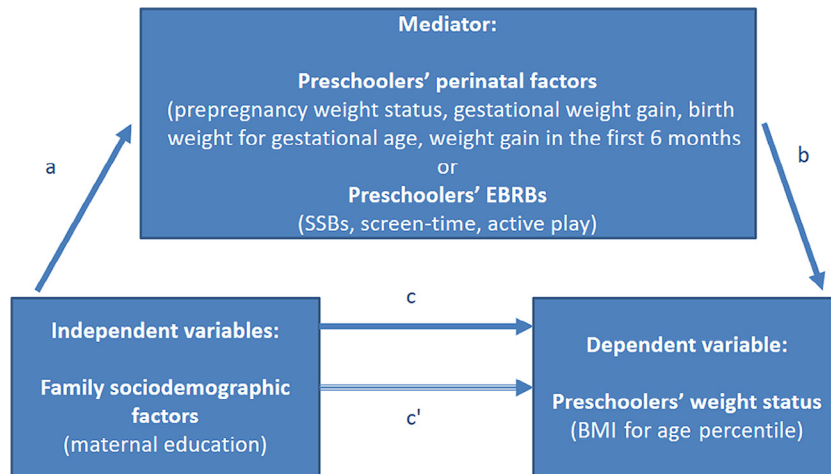 Mediator:
Preschoolers' perinatal factors
(prepregnancy weight status, gestational weight gain, birth
weight for gestational age, weight gain in the first 6 months
or
Preschoolers' EBRBs
(SSBs, screen-time, active play)
a
b
c
Independent variables:
Family sociodemographic
factors
(maternal education)
c'
Dependent variable:
Preschoolers' weight status
(BMI for age percentile)